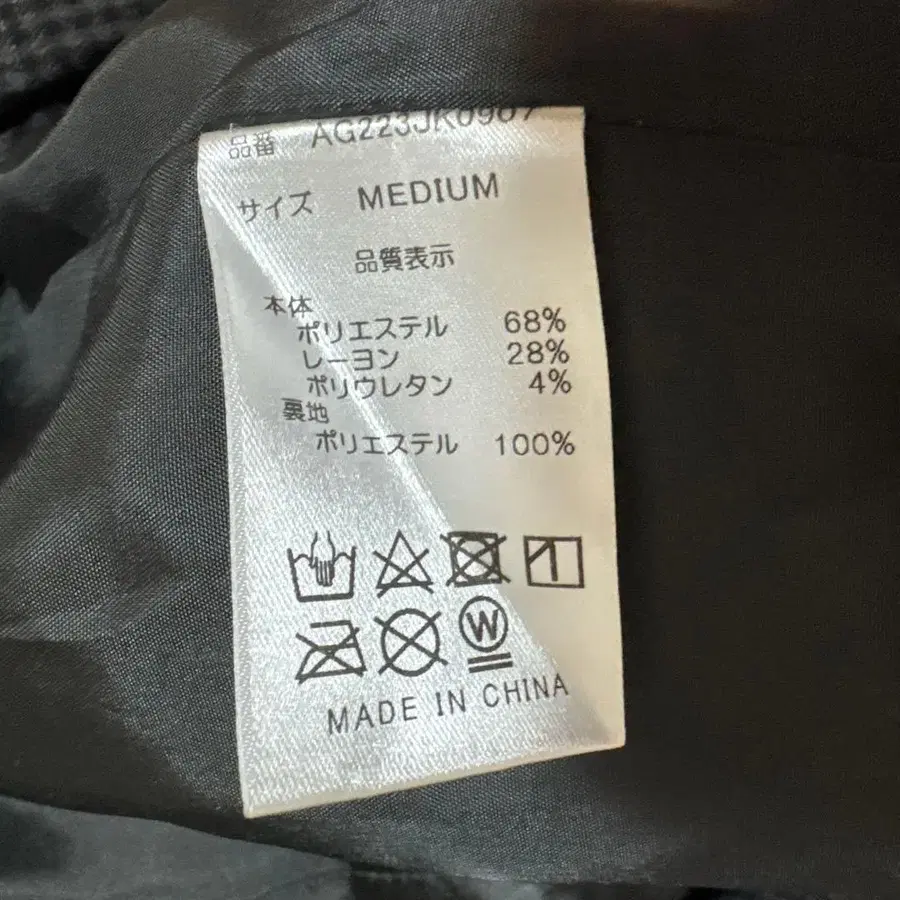 品番 AG223JK0907
サイズ MEDIUM
品質表示
本体
ポリエステル 68%
レーヨン 28%
ポリウレタン 4%
裏地
ポリエステル 100%
W
MADE IN CHINA